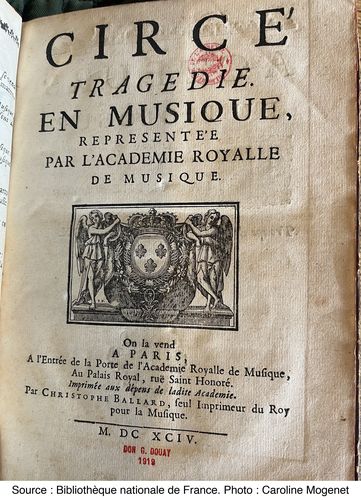 CIRCÉ
TRAGEDIE.
EN MUSIQUE,
REPRESENTE'E
PAR L'ACADEMIE ROYALLE
DE MUSIQUE.
On la vend
A PARIS,
A l'Entrée de la Porte de l'Academie Royale de Musique,
Au Palais Royal, ruë Saint Honoré.
Imprimée aux dépens de ladite Academie.
Par CHRISTOPHE BALLARD, seul Imprimeur du Roy
pour la Musique.
M. DC XCIV.
DON G. DOUAY
1919
Source : Bibliothèque nationale de France. Photo : Caroline Mogenet